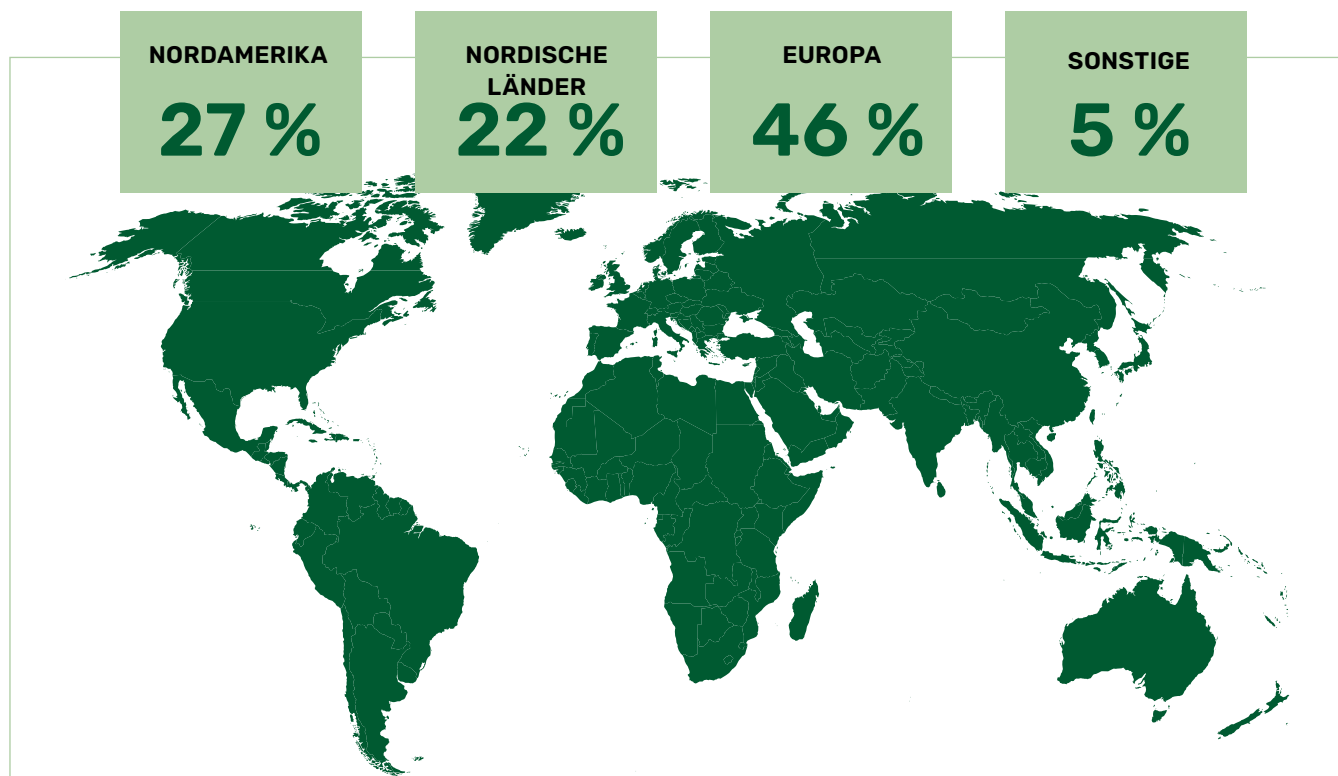 NORDAMERIKA
27 %
NORDISCHE
LÄNDER
22 %
EUROPA
46 %
SONSTIGE
5 %